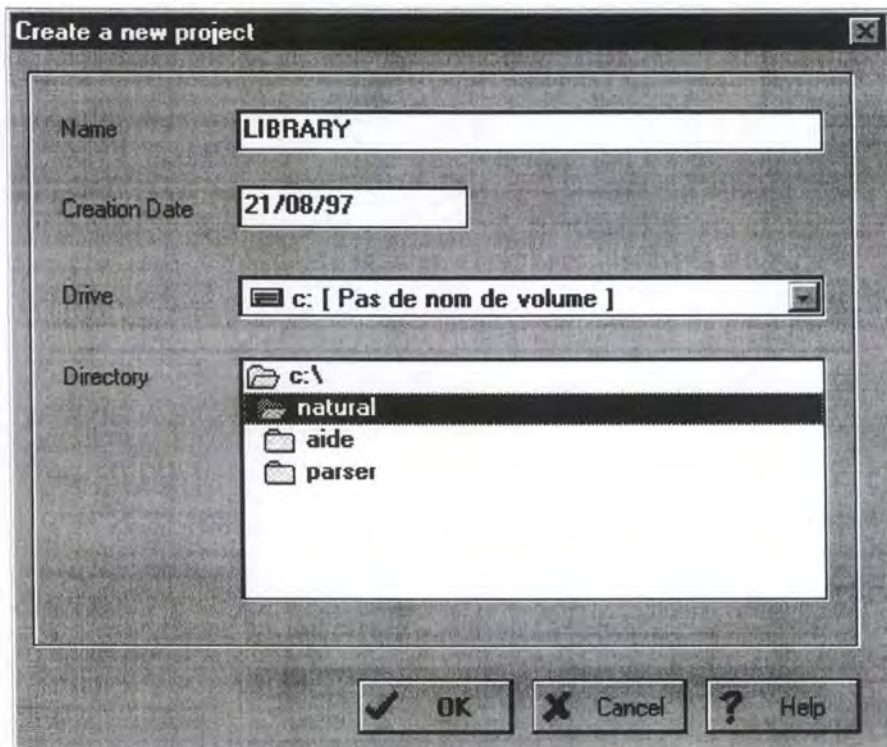 Create a new project
Name LIBRARY
Creation Date 21/08/97
Drive c: [ Pas de nom de volume ]
Directory c:\
natural
aide
parser
OK Cancel ? Help